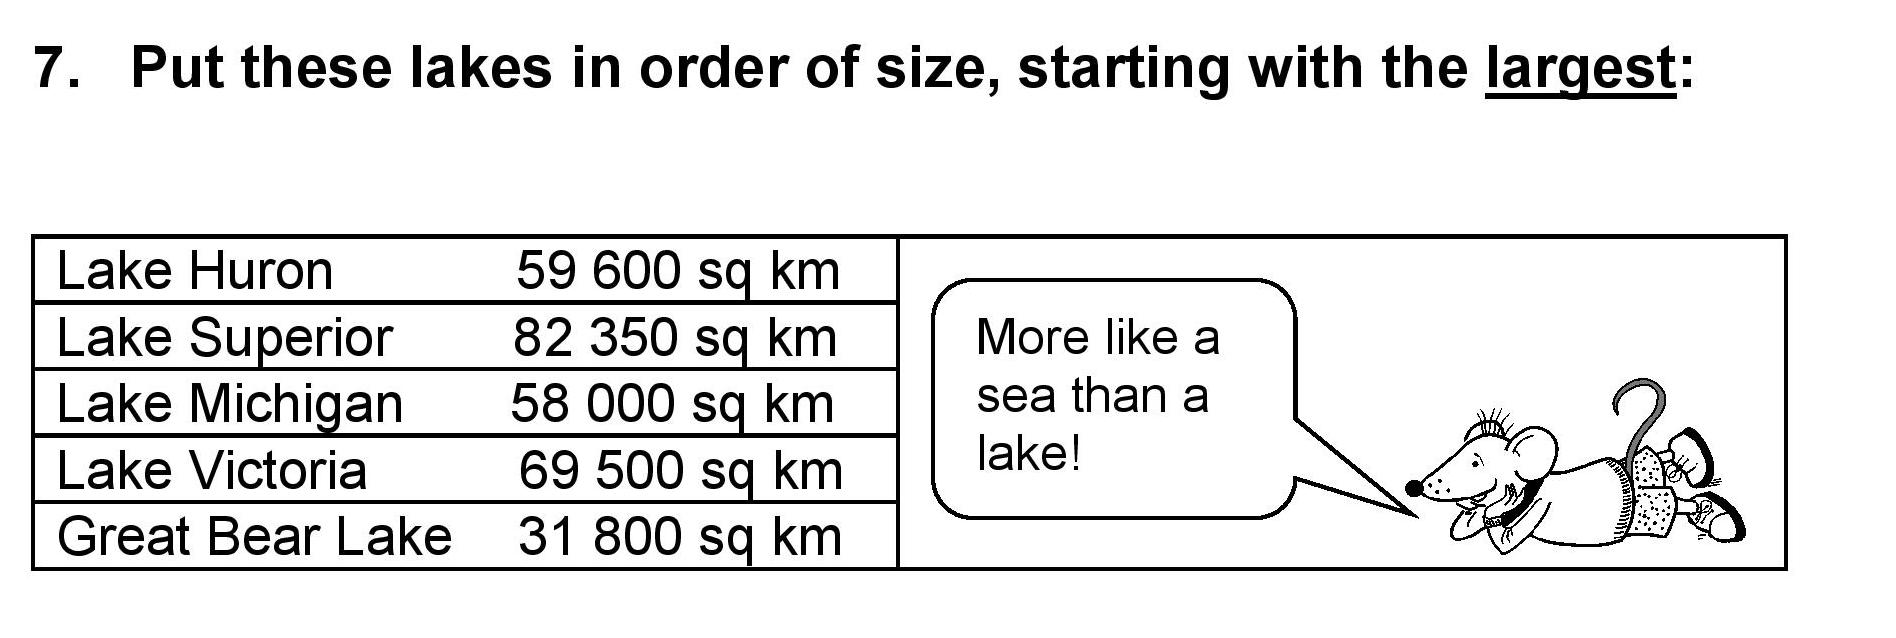 7. Put these lakes in order of size, starting with the largest:
Lake Huron 59 600 sq km
Lake Superior 82 350 sq km
Lake Michigan 58 000 sq km
Lake Victoria 69 500 sq km
Great Bear Lake 31 800 sq km
More like a
sea than a
lake!